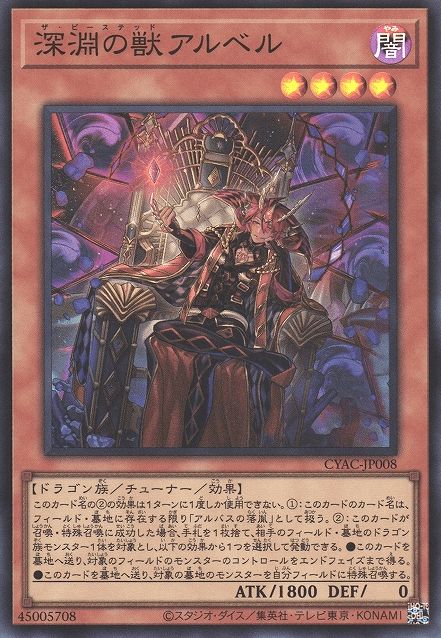 ザ・ビーステッド
深淵の獣アルベル
やみ
闇
CYAC-JP008
【ドラゴン族／チューナー／効果】
このカード名の②の効果は1ターンに1度しか使用できない。①：このカードのカード名は、
フィールド・墓地に存在する限り「アルバスの落胤」として扱う。②：このカードが
召喚・特殊召喚に成功した場合、手札を1枚捨て、相手のフィールド・墓地のドラゴン
族モンスター1体を対象とし、以下の効果から1つを選択して発動できる。●このカードを
墓地へ送り、対象のフィールドのモンスターのコントロールをエンドフェイズまで得る。
●このカードを墓地へ送り、対象の墓地のモンスターを自分フィールドに特殊召喚する。
ATK/1800 DEF/ 0
45005708 ©スタジオ・ダイス／集英社・テレビ東京・KONAMI